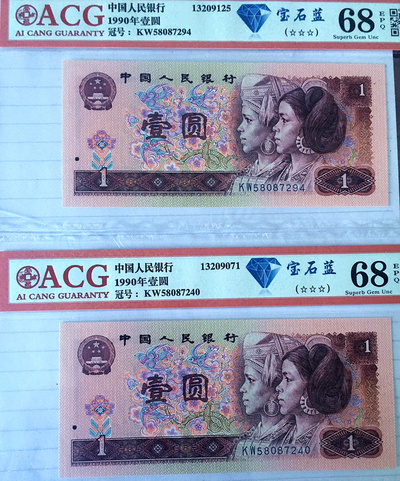 ACG
AI CANG GUARANTY
中国人民银行 13209125
1990年壹圆
冠号： KW58087294
宝石蓝
(☆☆☆)
68 EPQ
Superb Gem Unc
中国人民银行
1
壹圆
KW58087294
1
1
ACG
AI CANG GUARANTY
中国人民银行 13209071
1990年壹圆
冠号： KW58087240
宝石蓝
(☆☆☆)
68 EPQ
Superb Gem Unc
中国人民银行
1
壹圆
KW58087240
1
1